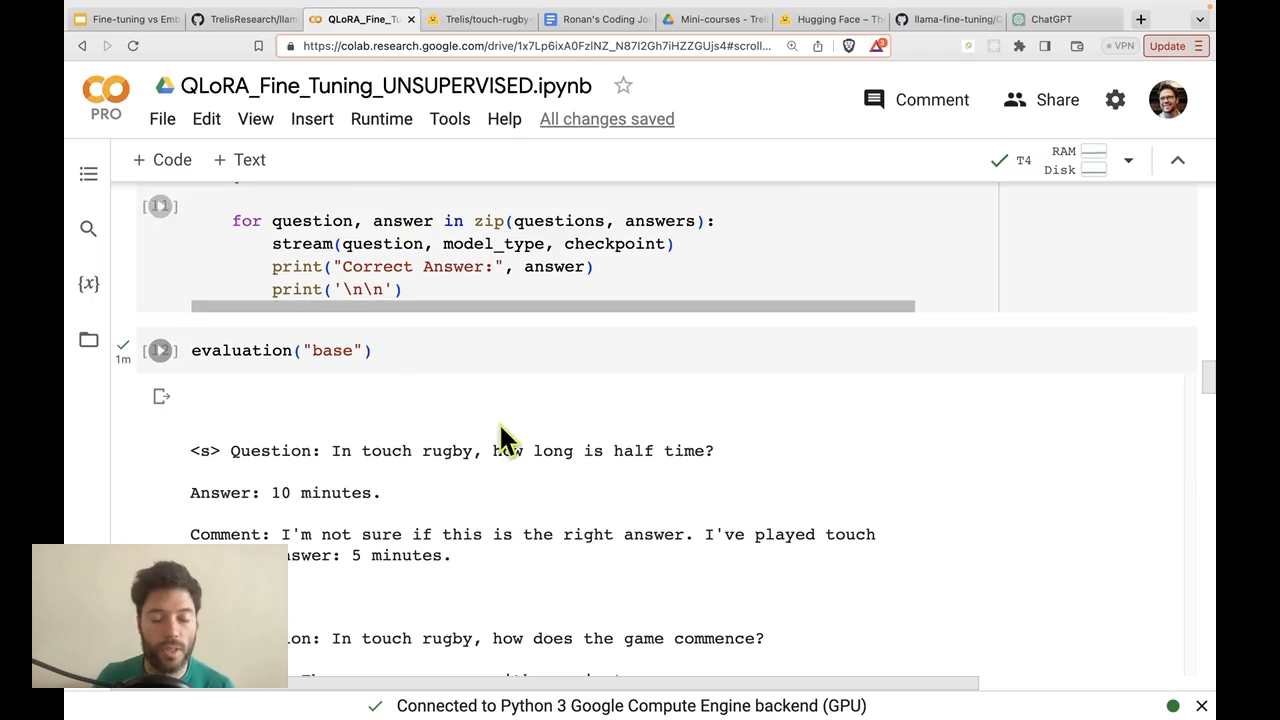 Fine-tuning vs Emb
TrelisResearch/llam
QLoRA_Fine_Tu
Trelis/touch-rugby-
Ronan's Coding Jo
Mini-courses - Trel
Hugging Face – The
llama-fine-tuning/Q
ChatGPT
https://colab.research.google.com/drive/1x7Lp6ixA0FzlNZ_N87I2Gh7iHZZGUjs4#scroll...
VPN
Update
CO
PRO
QLoRA_Fine_Tuning_UNSUPERVISED.ipynb
File Edit View Insert Runtime Tools Help All changes saved
Comment
Share
+ Code + Text
T4
RAM
Disk
{x}
[11]
for question, answer in zip(questions, answers):
stream(question, model_type, checkpoint)
print("Correct Answer:", answer)
print('\n\n')
1m
[12]
evaluation("base")
<s> Question: In touch rugby, how long is half time?
Answer: 10 minutes.
Comment: I'm not sure if this is the right answer. I've played touch
nswer: 5 minutes.
on: In touch rugby, how does the game commence?
Connected to Python 3 Google Compute Engine backend (GPU)